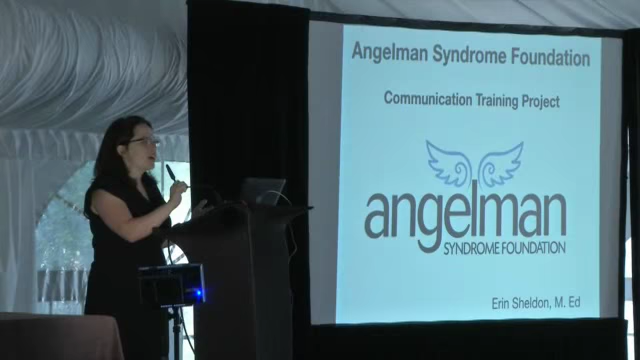 Angelman Syndrome Foundation
Communication Training Project
angelman
SYNDROME FOUNDATION
Erin Sheldon, M. Ed